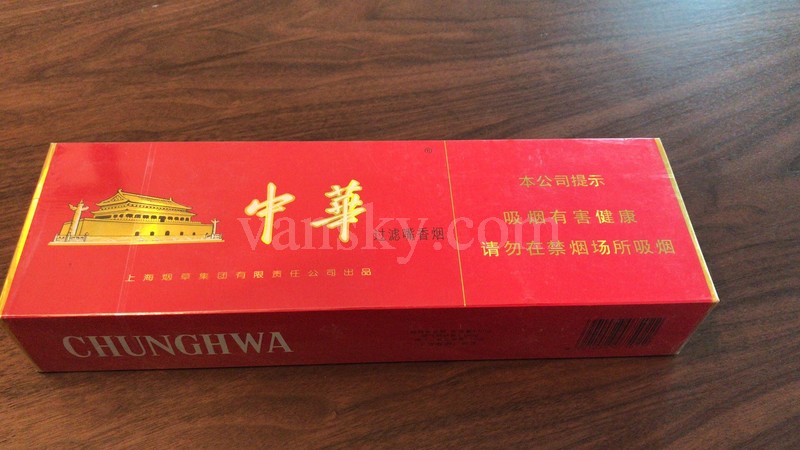 中華
®
过滤嘴香烟
上海烟草集团有限责任公司出品
本公司提示
吸烟有害健康
请勿在禁烟场所吸烟
CHUNGHWA
vansky.com